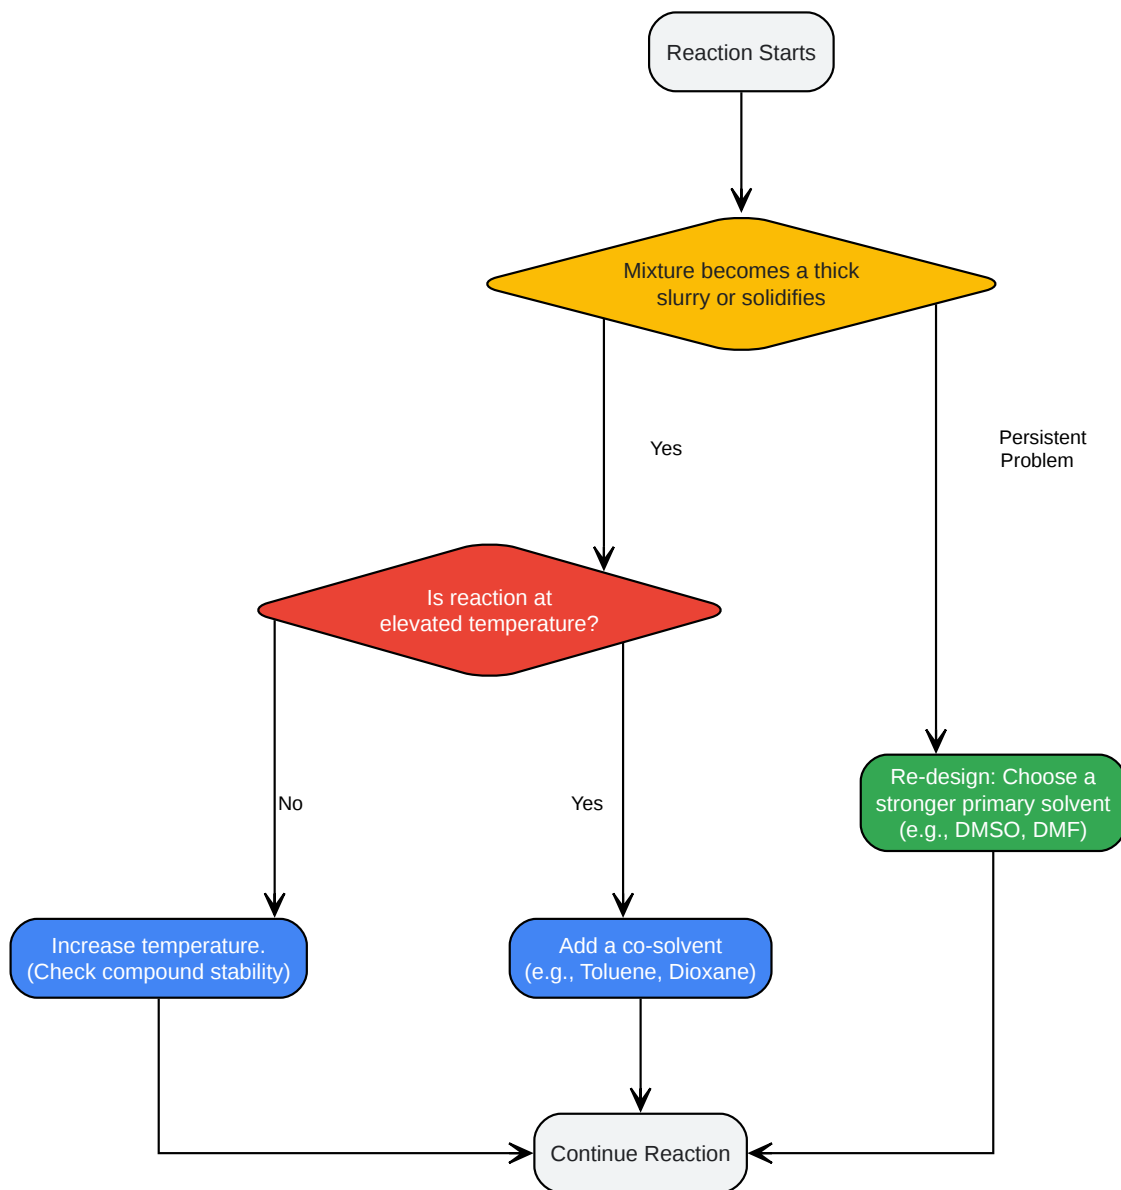 Reaction Starts
Mixture becomes a thick
slurry or solidifies
Yes
Persistent
Problem
Is reaction at
elevated temperature?
No
Yes
Re-design: Choose a
stronger primary solvent
(e.g., DMSO, DMF)
Increase temperature.
(Check compound stability)
Add a co-solvent
(e.g., Toluene, Dioxane)
Continue Reaction